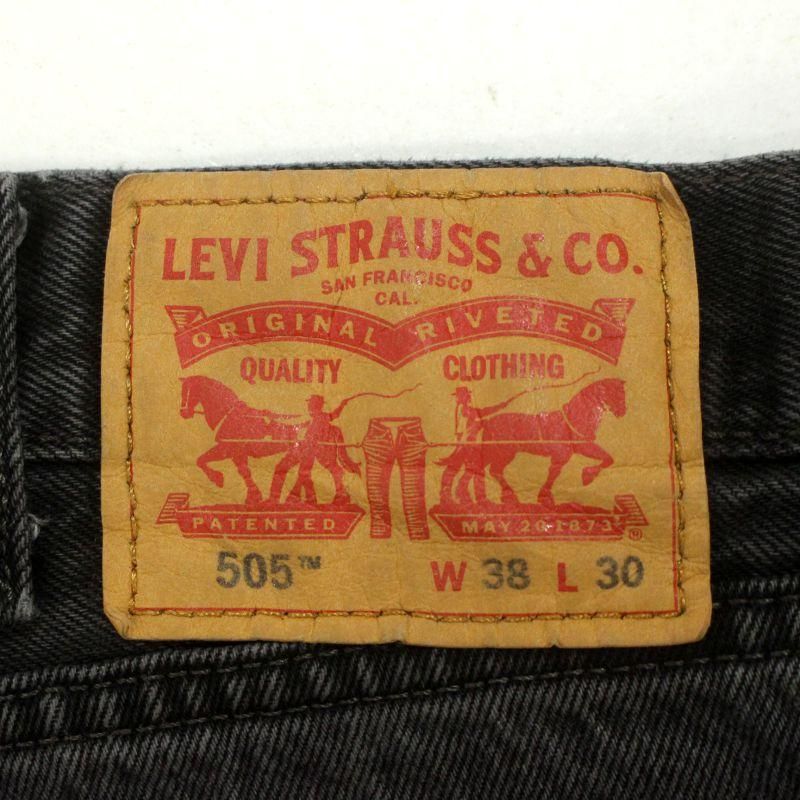 LEVI STRAUSS & CO.
SAN FRANCISCO
CAL.
ORIGINAL RIVETED
QUALITY CLOTHING
PATENTED MAY 20 1873
®
505™ W 38 L 30